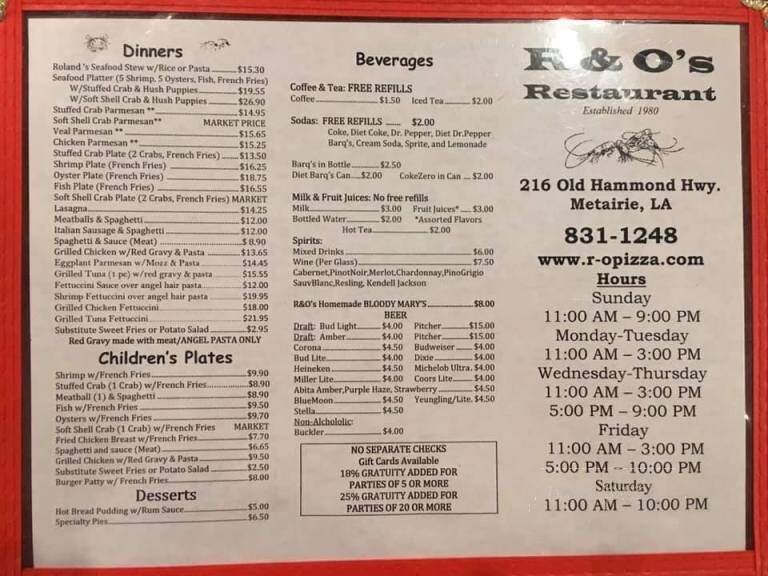 Dinners
Roland's Seafood Stew w/Rice or Pasta $15.30
Seafood Platter (5 Shrimp, 5 Oysters, Fish, French Fries)
W/Stuffed Crab & Hush Puppies $19.55
W/Soft Shell Crab & Hush Puppies $26.90
Stuffed Crab Parmesan ** $14.95
Soft Shell Crab Parmesan** MARKET PRICE
Veal Parmesan ** $15.65
Chicken Parmesan ** $15.25
Stuffed Crab Plate (2 Crabs, French Fries) $13.50
Shrimp Plate (French Fries) $16.25
Oyster Plate (French Fries) $18.75
Fish Plate (French Fries) $16.55
Soft Shell Crab Plate (2 Crabs, French Fries) MARKET
Lasagna $14.25
Meatballs & Spaghetti $12.00
Italian Sausage & Spaghetti $12.00
Spaghetti & Sauce (Meat) $ 8.90
Grilled Chicken w/Red Gravy & Pasta $13.65
Eggplant Parmesan w/Mozz & Pasta $14.45
Grilled Tuna (1 pc) w/red gravy & pasta $15.55
Fettuccini Sauce over angel hair pasta $12.00
Shrimp Fettuccini over angel hair pasta $19.95
Grilled Chicken Fettuccini $18.00
Grilled Tuna Fettuccini $21.95
Substitute Sweet Fries or Potato Salad $2.95
Red Gravy made with meat/ANGEL PASTA ONLY
Children's Plates
Shrimp w/French Fries $9.90
Stuffed Crab (1 Crab) w/French Fries $8.90
Meatball (1) & Spaghetti $8.90
Fish w/French Fries $9.50
Oysters w/French Fries $9.70
Soft Shell Crab (1 Crab) w/French Fries MARKET
Fried Chicken Breast w/French Fries $7.70
Spaghetti and sauce (Meat) $6.65
Grilled Chicken w/Red Gravy & Pasta $9.50
Substitute Sweet Fries or Potato Salad $2.50
Burger Patty w/ French Fries $8.00
Desserts
Hot Bread Pudding w/Rum Sauce $5.00
Specialty Pies $6.50
Beverages
Coffee & Tea: FREE REFILLS
Coffee $1.50 Iced Tea $2.00
Sodas: FREE REFILLS $2.00
Coke, Diet Coke, Dr. Pepper, Diet Dr.Pepper
Barq's, Cream Soda, Sprite, and Lemonade
Barq's in Bottle $2.50
Diet Barq's Can $2.00 CokeZero in Can $2.00
Milk & Fruit Juices: No free refills
Milk $3.00 Fruit Juices* $3.00
Bottled Water $2.00 *Assorted Flavors
Hot Tea $2.00
Spirits:
Mixed Drinks $6.00
Wine (Per Glass) $7.50
Cabernet,PinotNoir,Merlot,Chardonnay,PinoGrigio
SauvBlanc,Resling, Kendell Jackson
R&O's Homemade BLOODY MARY'S $8.00
BEER
Draft: Bud Light $4.00 Pitcher $15.00
Draft: Amber $4.00 Pitcher $15.00
Corona $4.50 Budweiser $4.00
Bud Lite $4.00 Dixie $4.00
Heineken $4.50 Michelob Ultra. $4.00
Miller Lite $4.00 Coors Lite $4.00
Abita Amber,Purple Haze, Strawberry $4.50
BlueMoon $4.50 Yeungling/Lite. $4.50
Stella $4.50
Non-Alchololic:
Buckler $4.00
NO SEPARATE CHECKS
Gift Cards Available
18% GRATUITY ADDED FOR
PARTIES OF 5 OR MORE
25% GRATUITY ADDED FOR
PARTIES OF 20 OR MORE
R & O's
Restaurant
Established 1980
216 Old Hammond Hwy.
Metairie, LA
831-1248
www.r-opizza.com
Hours
Sunday
11:00 AM – 9:00 PM
Monday-Tuesday
11:00 AM – 3:00 PM
Wednesday-Thursday
11:00 AM – 3:00 PM
5:00 PM – 9:00 PM
Friday
11:00 AM – 3:00 PM
5:00 PM – 10:00 PM
Saturday
11:00 AM – 10:00 PM